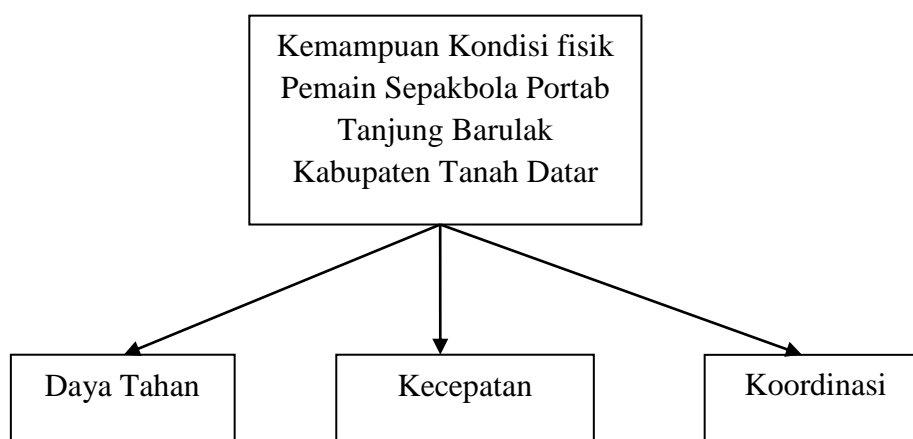 Kemampuan Kondisi fisik
Pemain Sepakbola Portab
Tanjung Barulak
Kabupaten Tanah Datar
Daya Tahan
Kecepatan
Koordinasi